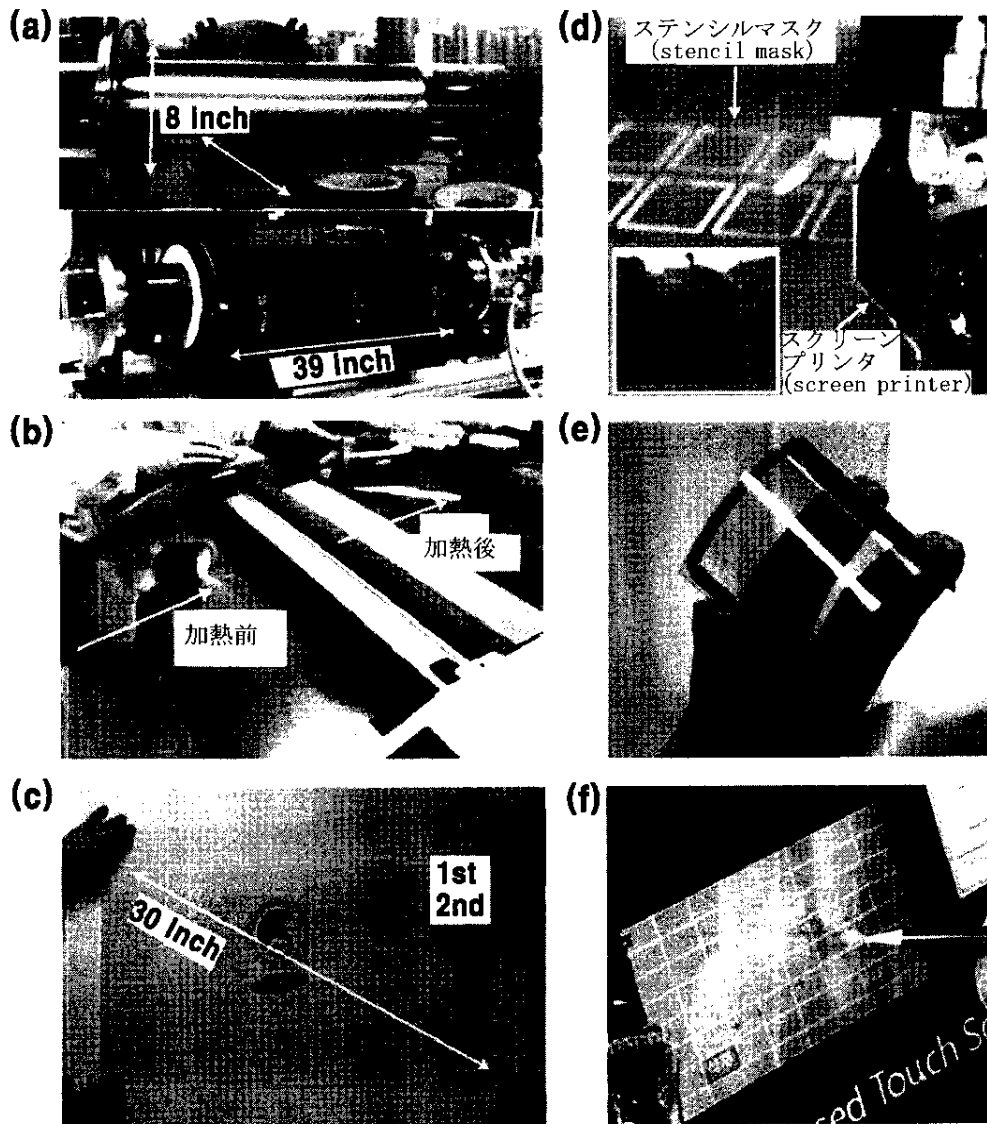 (a)
8 Inch
39 Inch
(b)
加熱後
加熱前
(c)
30 Inch
1st
2nd
(d)
ステンシルマスク
(stencil mask)
スクリーン
プリンタ
(screen printer)
(e)
(f)
sed Touch Sc